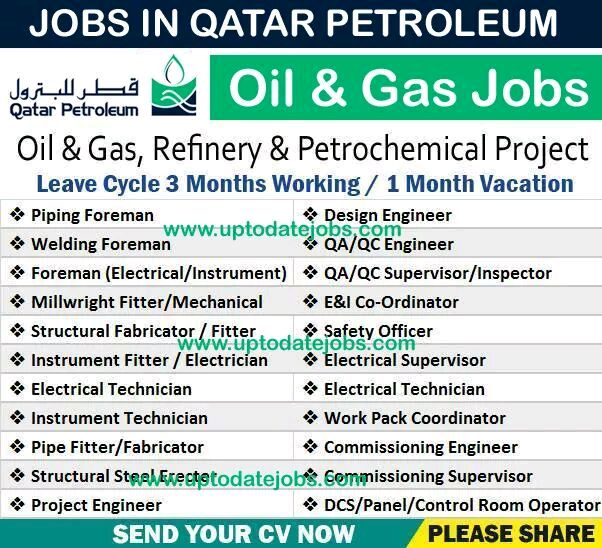 JOBS IN QATAR PETROLEUM
قطر للبترول
Qatar Petroleum
Oil & Gas Jobs
Oil & Gas, Refinery & Petrochemical Project
Leave Cycle 3 Months Working / 1 Month Vacation
❖ Piping Foreman
❖ Design Engineer
www.uptodatejobs.com
❖ Welding Foreman
❖ QA/QC Engineer
❖ Foreman (Electrical/Instrument)
❖ QA/QC Supervisor/Inspector
❖ Millwright Fitter/Mechanical
❖ E&I Co-Ordinator
❖ Structural Fabricator / Fitter
❖ Safety Officer
www.uptodatejobs.com
❖ Instrument Fitter / Electrician
❖ Electrical Supervisor
❖ Electrical Technician
❖ Electrical Technician
❖ Instrument Technician
❖ Work Pack Coordinator
❖ Pipe Fitter/Fabricator
❖ Commissioning Engineer
❖ Structural Steel Erector
❖ Commissioning Supervisor
www.uptodatejobs.com
❖ Project Engineer
❖ DCS/Panel/Control Room Operator
SEND YOUR CV NOW
PLEASE SHARE